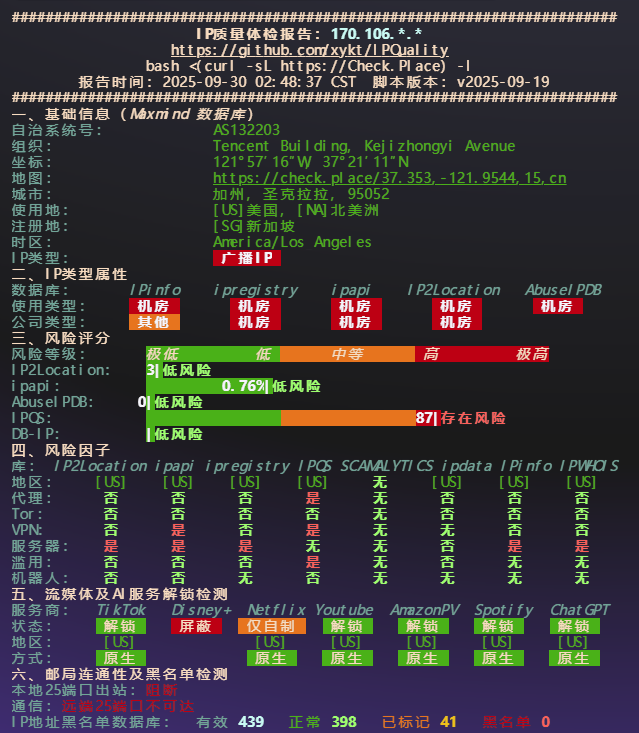 ########################################################################
IP质量体检报告：170.106.*.*
https://github.com/xykt/IPQuality
bash <(curl -sL https://Check.Place) -I
报告时间：2025-09-30 02:48:37 CST 脚本版本：v2025-09-19
########################################################################
一、基础信息（Maxmind 数据库）
自治系统号： AS132203
组织： Tencent Building, Kejizhongyi Avenue
坐标： 121°57′16″W 37°21′11″N
地图： https://check.place/37.353,-121.9544,15,cn
城市： 加州, 圣克拉拉, 95052
使用地： [US]美国, [NA]北美洲
注册地： [SG]新加坡
时区： America/Los Angeles
IP类型： 广播IP
二、IP类型属性
数据库： IPinfo ipregistry ipapi IP2Location AbuseIPDB
使用类型： 机房 机房 机房 机房 机房
公司类型： 其他 机房 机房 机房
三、风险评分
风险等级： 极低 低 中等 高 极高
IP2Location: 3|低风险
ipapi: 0.76%|低风险
AbuseIPDB: 0|低风险
IPQS: 87|存在风险
DB-IP: |低风险
四、风险因子
库： IP2Location ipapi ipregistry IPQS SCAMALYTICS ipdata IPinfo IPWHOIS
地区： [US] [US] [US] [US] 无 [US] [US] [US]
代理： 否 否 否 是 无 否 否 否
Tor: 否 否 否 否 无 否 否 否
VPN: 否 是 否 是 无 无 否 否
服务器： 是 是 是 无 无 否 是 是
滥用： 否 否 否 是 无 否 无 无
机器人： 否 否 无 否 无 无 无 无
五、流媒体及AI服务解锁检测
服务商： TikTok Disney+ Netflix Youtube AmazonPV Spotify ChatGPT
状态： 解锁 屏蔽 仅自制 解锁 解锁 解锁 解锁
地区： [US] [US] [US] [US] [US] [US]
方式： 原生 原生 原生 原生 原生 原生
六、邮局连通性及黑名单检测
本地25端口出站：阻断
通信：远端25端口不可达
IP地址黑名单数据库： 有效 439 正常 398 已标记 41 黑名单 0